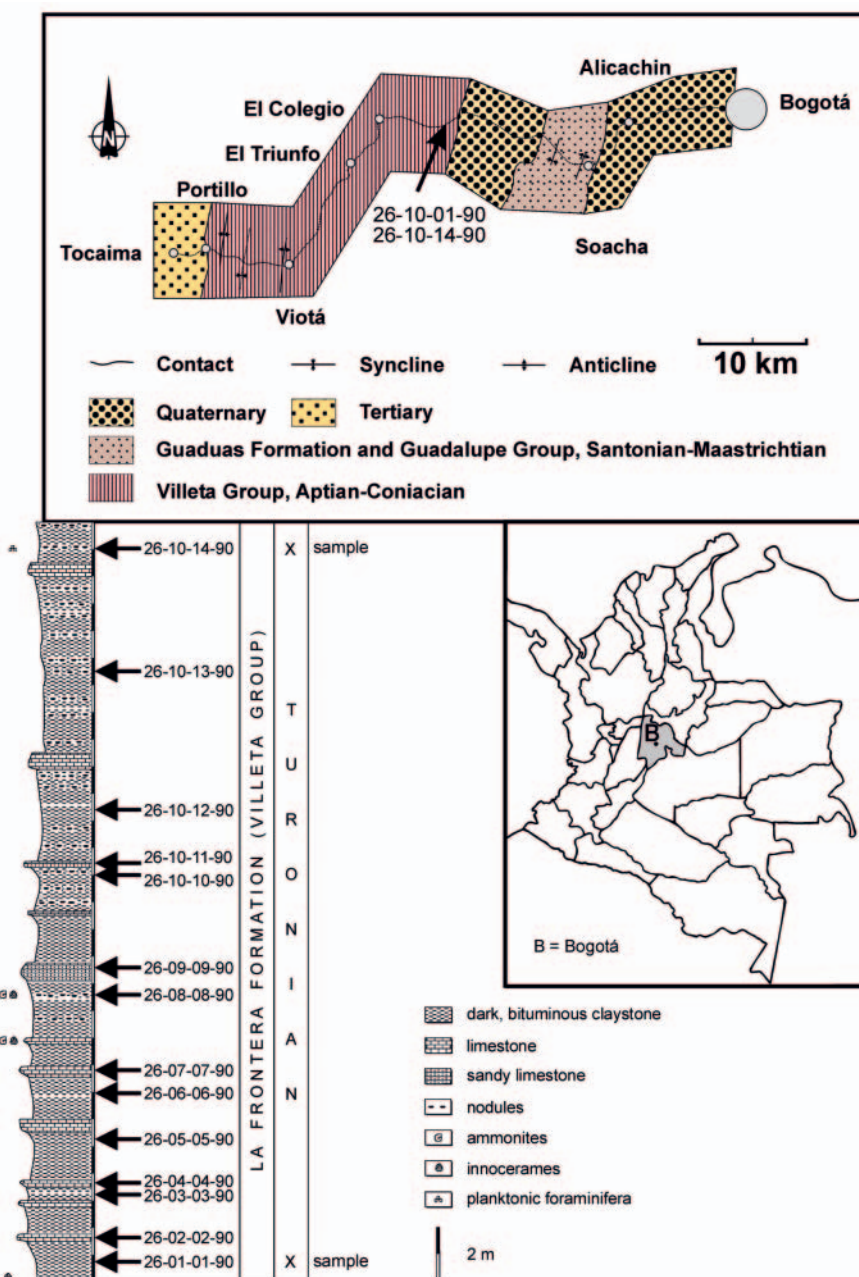 Alicachin
Bogotá
El Colegio
El Triunfo
N
Portillo
26-10-01-90
26-10-14-90
Tocaima
Soacha
Viotá
Contact
Syncline
Anticline
10 km
Quaternary
Tertiary
Guaduas Formation and Guadalupe Group, Santonian-Maastrichtian
Villeta Group, Aptian-Coniacian
26-10-14-90
X
sample
26-10-13-90
26-10-12-90
26-10-11-90
26-10-10-90
26-09-09-90
26-08-08-90
26-07-07-90
26-06-06-90
26-05-05-90
26-04-04-90
26-03-03-90
26-02-02-90
26-01-01-90
X
sample
LA FRONTERA FORMATION (VILLETA GROUP)
TURONIAN
B
B = Bogotá
dark, bituminous claystone
limestone
sandy limestone
nodules
ammonites
innocerames
planktonic foraminifera
2 m